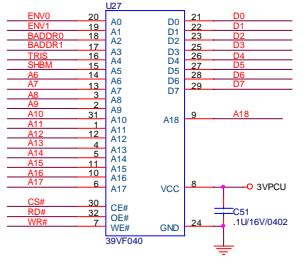 U27
ENV0 20 A0 D0 21 D0
ENV1 19 A1 D1 22 D1
BADDR0 18 A2 D2 23 D2
BADDR1 17 A3 D3 25 D3
TRIS 16 A4 D4 26 D4
SHBM 15 A5 D5 27 D5
A6 14 A6 D6 28 D6
A7 13 A7 D7 29 D7
A8 3 A8
A9 2 A9
A10 31 A10 A18 9 A18
A11 1 A11
A12 12 A12
A13 4 A13
A14 5 A14
A15 11 A15
A16 10 A16
A17 6 A17 VCC 8 3VPCU
CS# 30 CE#
RD# 32 OE#
WR# 7 WE# GND 24
C51
.1U/16V/0402
39VF040